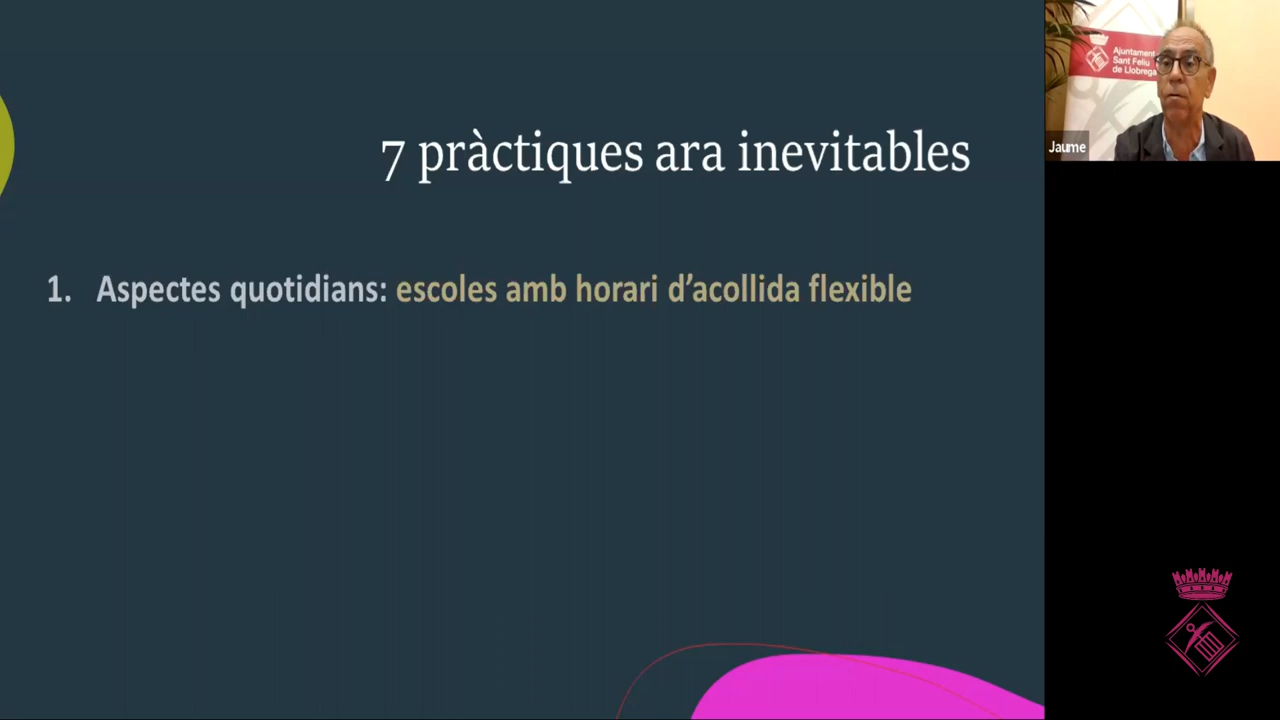 7 pràctiques ara inevitables
1. Aspectes quotidians: escoles amb horari d’acollida flexible
Ajuntament
Sant Feliu
de Llobrega
Jaume